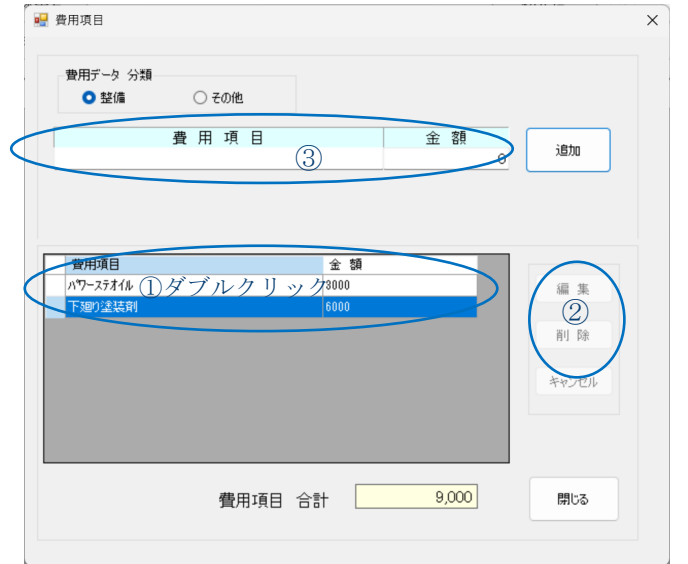 費用項目
費用データ 分類
整備 その他
費 用 項 目 金 額
③ 0 追加
費用項目 金 額
パワーステオイル 3000
①ダブルクリック
下廻り塗装剤 6000
編 集
②
削 除
キャンセル
費用項目 合計 9,000 閉じる